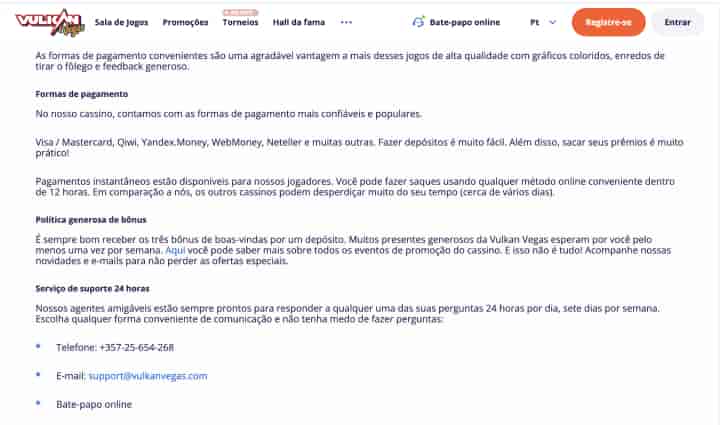 VULKAN Vegas
Sala de Jogos
Promoções
Torneios
Hall da fama
Bate-papo online
Pt
Registre-se
Entrar
As formas de pagamento convenientes são uma agradável vantagem a mais desses jogos de alta qualidade com gráficos coloridos, enredos de
tirar o fôlego e feedback generoso.
Formas de pagamento
No nosso cassino, contamos com as formas de pagamento mais confiáveis e populares.
Visa / Mastercard, Qiwi, Yandex.Money, WebMoney, Neteller e muitas outras. Fazer depósitos é muito fácil. Além disso, sacar seus prêmios é muito
prático!
Pagamentos instantâneos estão disponíveis para nossos jogadores. Você pode fazer saques usando qualquer método online conveniente dentro
de 12 horas. Em comparação a nós, os outros cassinos podem desperdiçar muito do seu tempo (cerca de vários dias).
Política generosa de bônus
É sempre bom receber os três bônus de boas-vindas por um depósito. Muitos presentes generosos da Vulkan Vegas esperam por você pelo
menos uma vez por semana. Aqui você pode saber mais sobre todos os eventos de promoção do cassino. E isso não é tudo! Acompanhe nossas
novidades e e-mails para não perder as ofertas especiais.
Serviço de suporte 24 horas
Nossos agentes amigáveis estão sempre prontos para responder a qualquer uma das suas perguntas 24 horas por dia, sete dias por semana.
Escolha qualquer forma conveniente de comunicação e não tenha medo de fazer perguntas:
Telefone: +357-25-654-268
E-mail: support@vulkanvegas.com
Bate-papo online